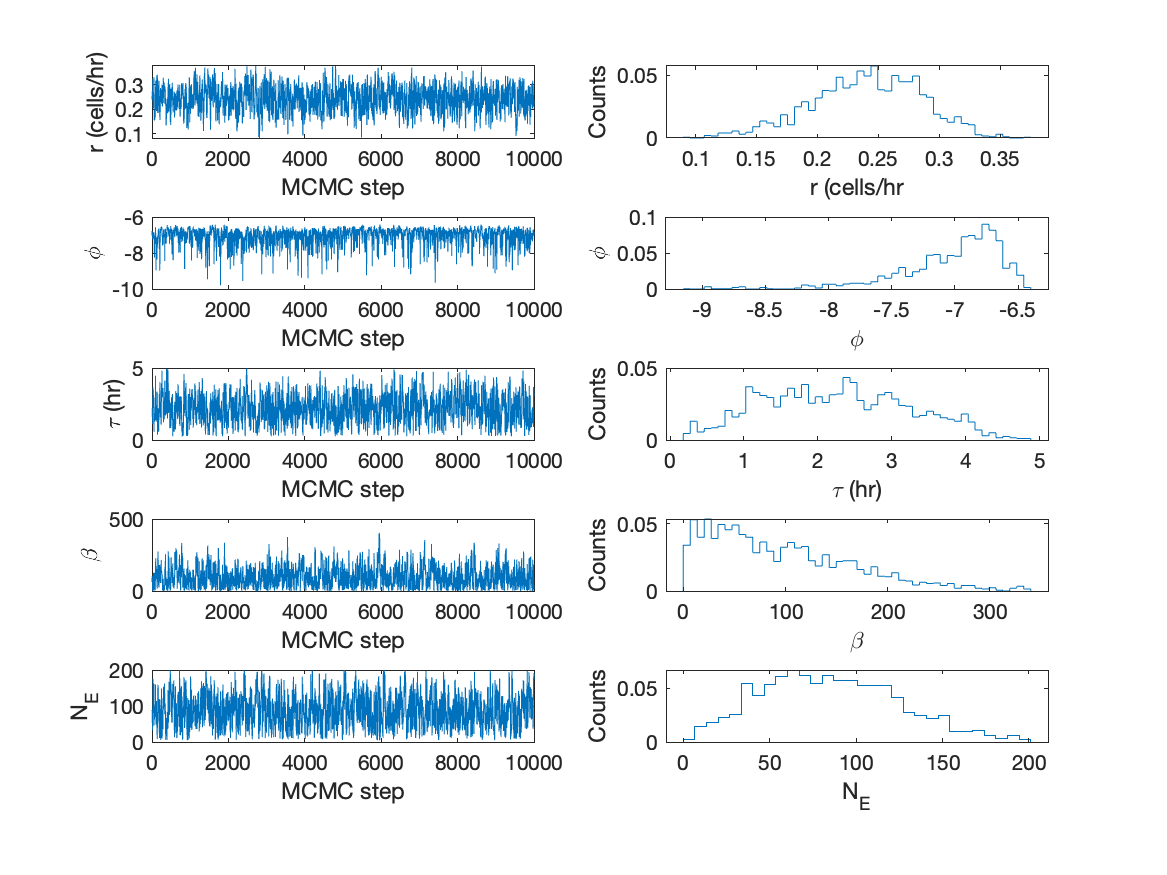 r (cells/hr)
0.3
0.2
0.1
0 2000 4000 6000 8000 10000
MCMC step
Counts
0.05
0
0.1 0.15 0.2 0.25 0.3 0.35
r (cells/hr
ϕ
-6
-8
-10
0 2000 4000 6000 8000 10000
MCMC step
ϕ
0.1
0.05
0
-9 -8.5 -8 -7.5 -7 -6.5
ϕ
τ (hr)
5
0
0 2000 4000 6000 8000 10000
MCMC step
Counts
0.05
0
0 1 2 3 4 5
τ (hr)
β
500
0
0 2000 4000 6000 8000 10000
MCMC step
Counts
0.05
0
0 100 200 300
β
N_E
200
100
0
0 2000 4000 6000 8000 10000
MCMC step
Counts
0.05
0
0 50 100 150 200
N_E